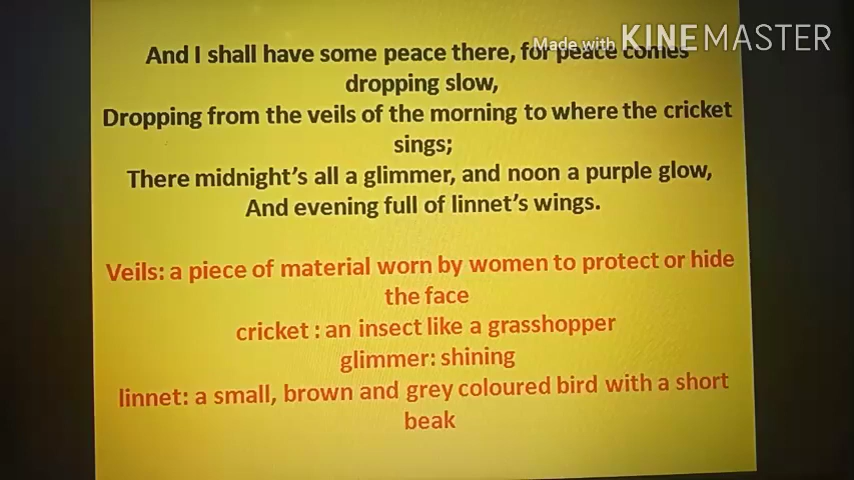 Made with KINEMASTER
And I shall have some peace there, for peace comes
dropping slow,
Dropping from the veils of the morning to where the cricket
sings;
There midnight's all a glimmer, and noon a purple glow,
And evening full of linnet's wings.
Veils: a piece of material worn by women to protect or hide
the face
cricket : an insect like a grasshopper
glimmer: shining
linnet: a small, brown and grey coloured bird with a short
beak